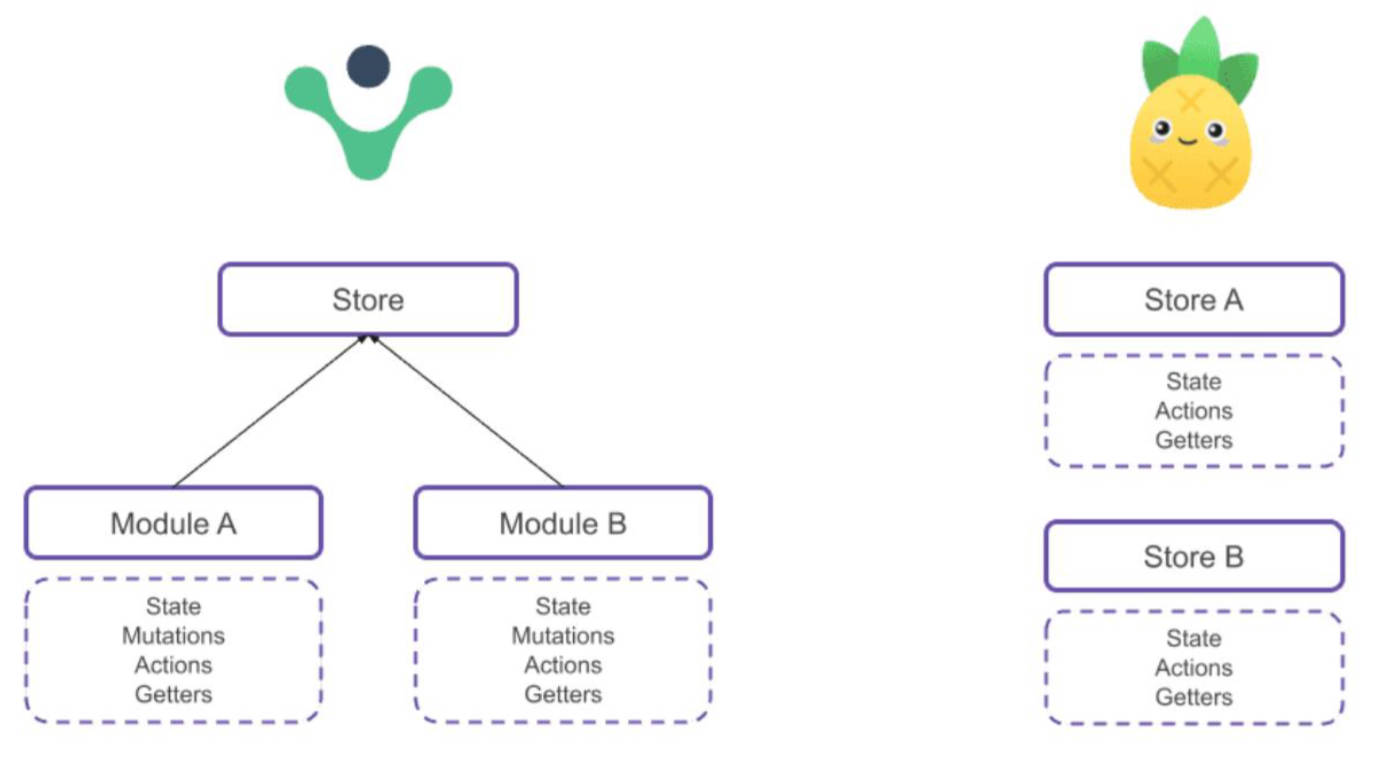 Store
Module A
State
Mutations
Actions
Getters
Module B
State
Mutations
Actions
Getters
Store A
State
Actions
Getters
Store B
State
Actions
Getters